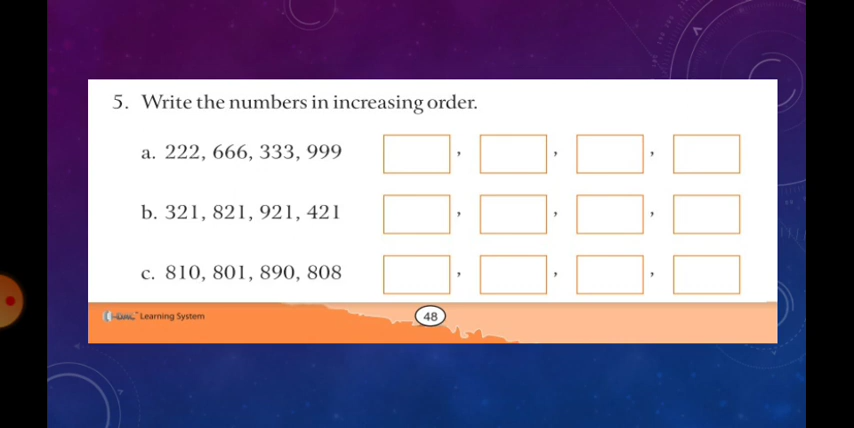 5. Write the numbers in increasing order.
a. 222, 666, 333, 999 , , ,
b. 321, 821, 921, 421 , , ,
c. 810, 801, 890, 808 , , ,
Learning System
48